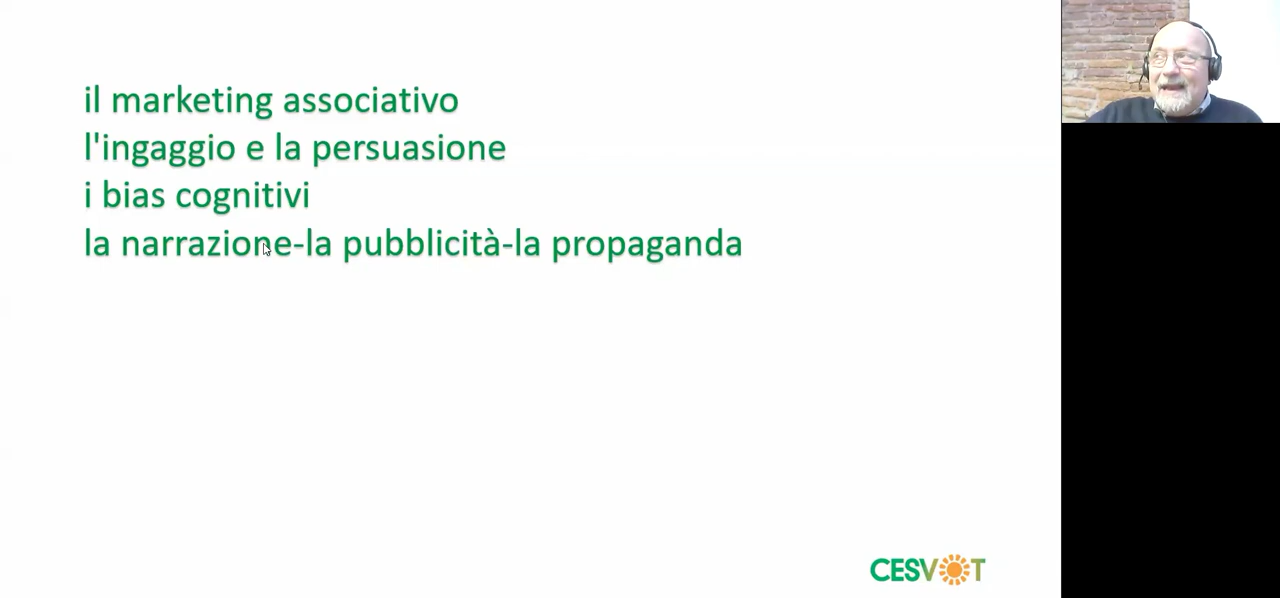 il marketing associativo
l'ingaggio e la persuasione
i bias cognitivi
la narrazione-la pubblicità-la propaganda
CESVOT